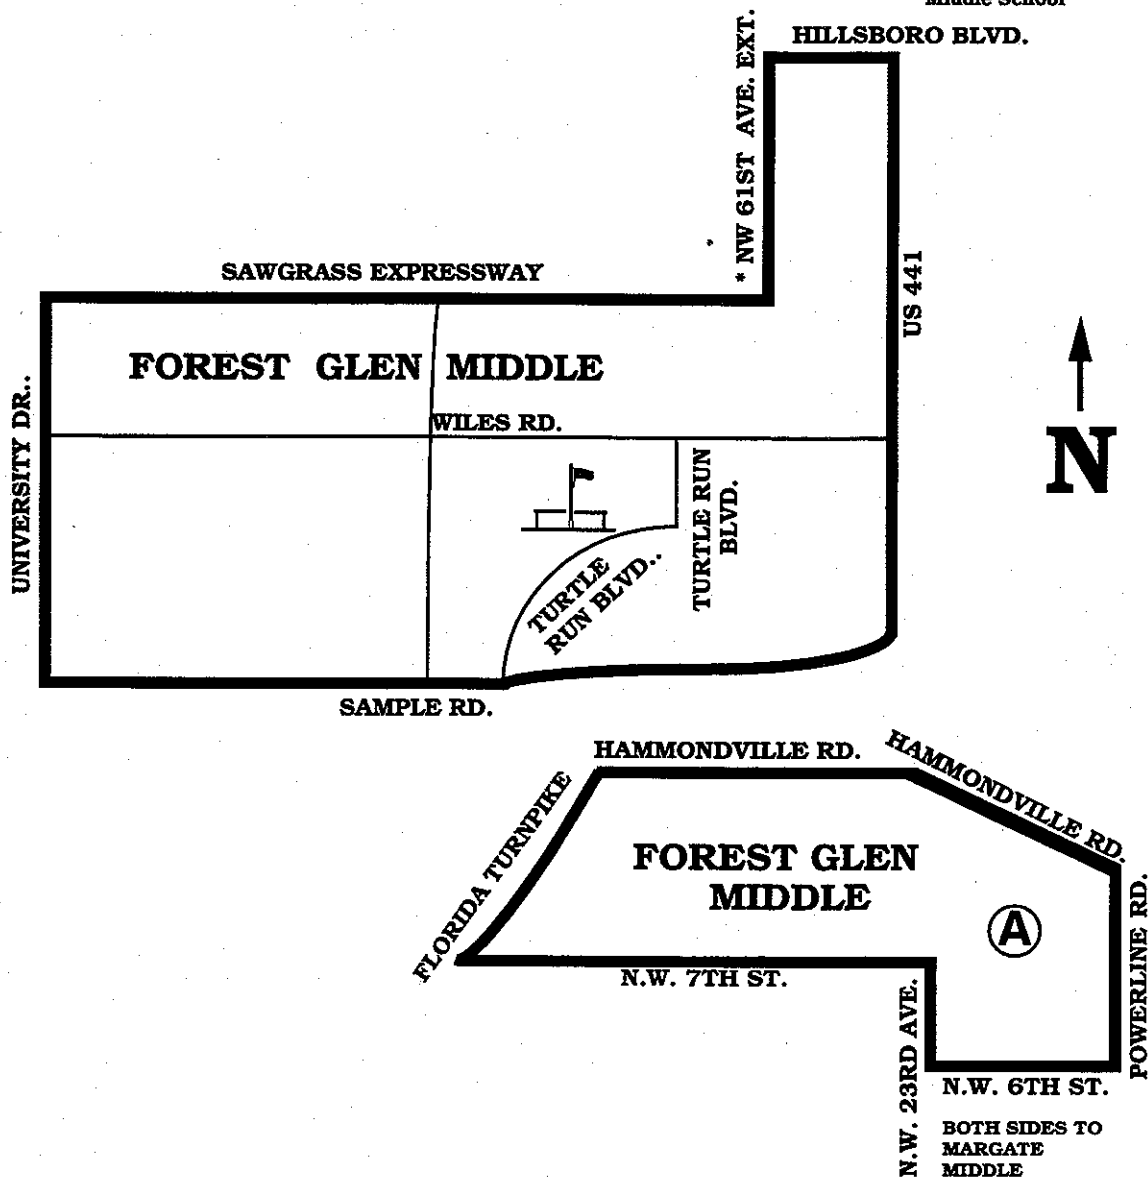 Middle School
HILLSBORO BLVD.
* NW 61ST AVE. EXT.
SAWGRASS EXPRESSWAY
US 441
FOREST GLEN MIDDLE
UNIVERSITY DR..
WILES RD.
N
TURTLE RUN
BLVD.
TURTLE
RUN BLVD..
SAMPLE RD.
HAMMONDVILLE RD.
HAMMONDVILLE RD.
FLORIDA TURNPIKE
FOREST GLEN
MIDDLE
A
POWERLINE RD.
N.W. 7TH ST.
N.W. 23RD AVE.
N.W. 6TH ST.
BOTH SIDES TO
MARGATE
MIDDLE